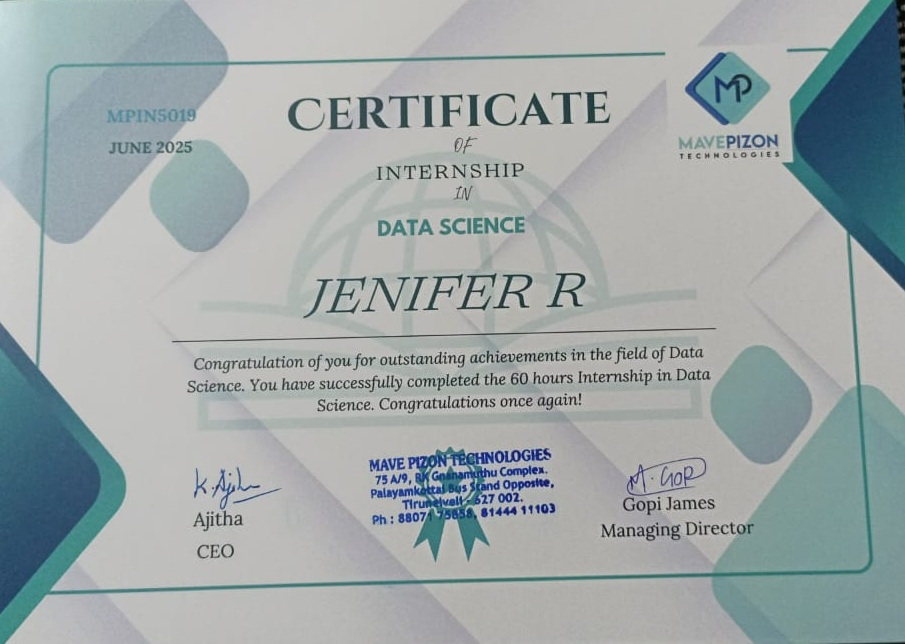 MPIN5019
JUNE 2025
CERTIFICATE
OF
INTERNSHIP
IN
DATA SCIENCE
MP
MAVEPIZON
TECHNOLOGIES
JENIFER R
Congratulation of you for outstanding achievements in the field of Data
Science. You have successfully completed the 60 hours Internship in Data
Science. Congratulations once again!
K. Ajitha
Ajitha
CEO
MAVE PIZON TECHNOLOGIES
75 A/9, RK Gnanamuthu Complex,
Palayamkottai Bus Stand Opposite,
Tirunelveli - 627 002.
Ph : 88071 , 81444 11103
M. GOP
Gopi James
Managing Director